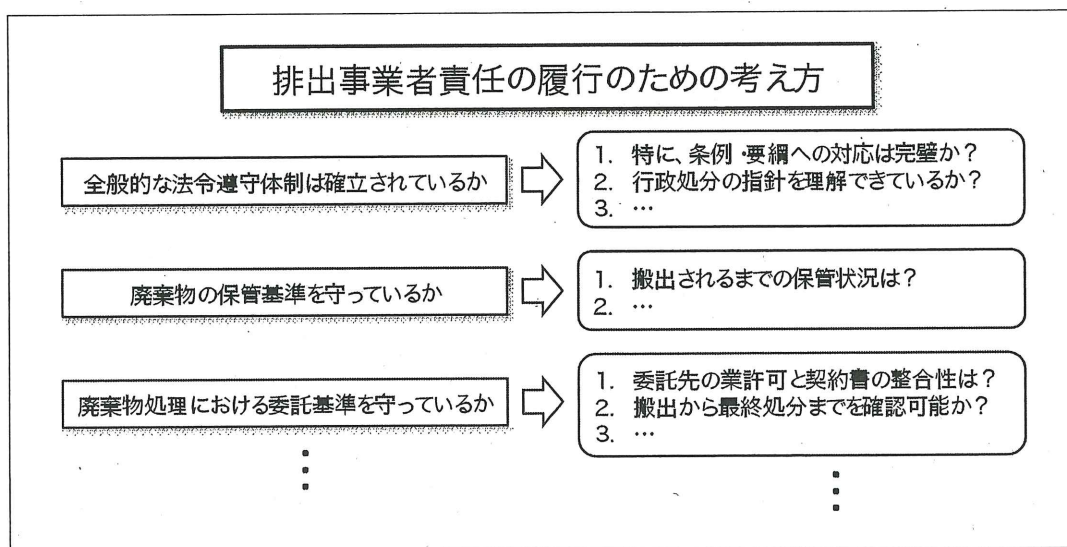 排出事業者責任の履行のための考え方
全般的な法令遵守体制は確立されているか
1. 特に、条例・要綱への対応は完璧か?
2. 行政処分の指針を理解できているか?
3. …
廃棄物の保管基準を守っているか
1. 搬出されるまでの保管状況は?
2. …
廃棄物処理における委託基準を守っているか
1. 委託先の業許可と契約書の整合性は?
2. 搬出から最終処分までを確認可能か?
3. …